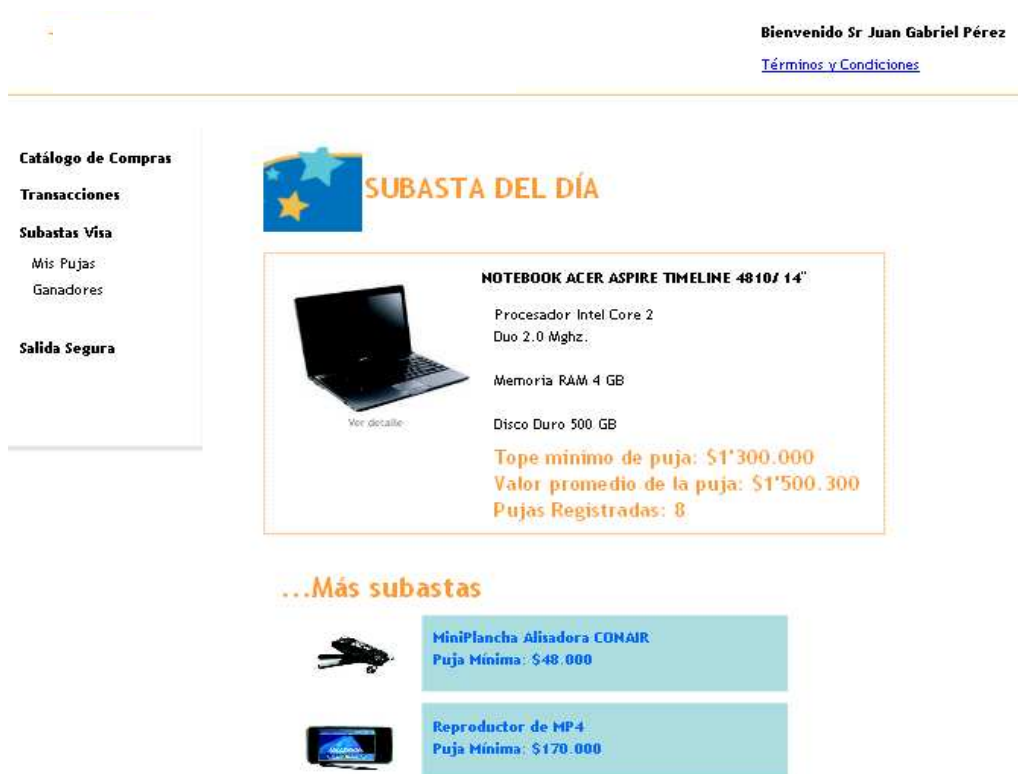 Bienvenido Sr Juan Gabriel Pérez
Términos y Condiciones
Catálogo de Compras
Transacciones
Subastas Visa
Mis Pujas
Ganadores
Salida Segura
SUBASTA DEL DÍA
NOTEBOOK ACER ASPIRE TIMELINE 4810/ 14"
Procesador Intel Core 2
Duo 2.0 Mghz.
Memoria RAM 4 GB
Disco Duro 500 GB
Ver detalle
Tope mínimo de puja: $1'300.000
Valor promedio de la puja: $1'500.300
Pujas Registradas: 8
...Más subastas
MiniPlancha Alisadora CONAIR
Puja Mínima: $48.000
Reproductor de MP4
Puja Mínima: $170.000